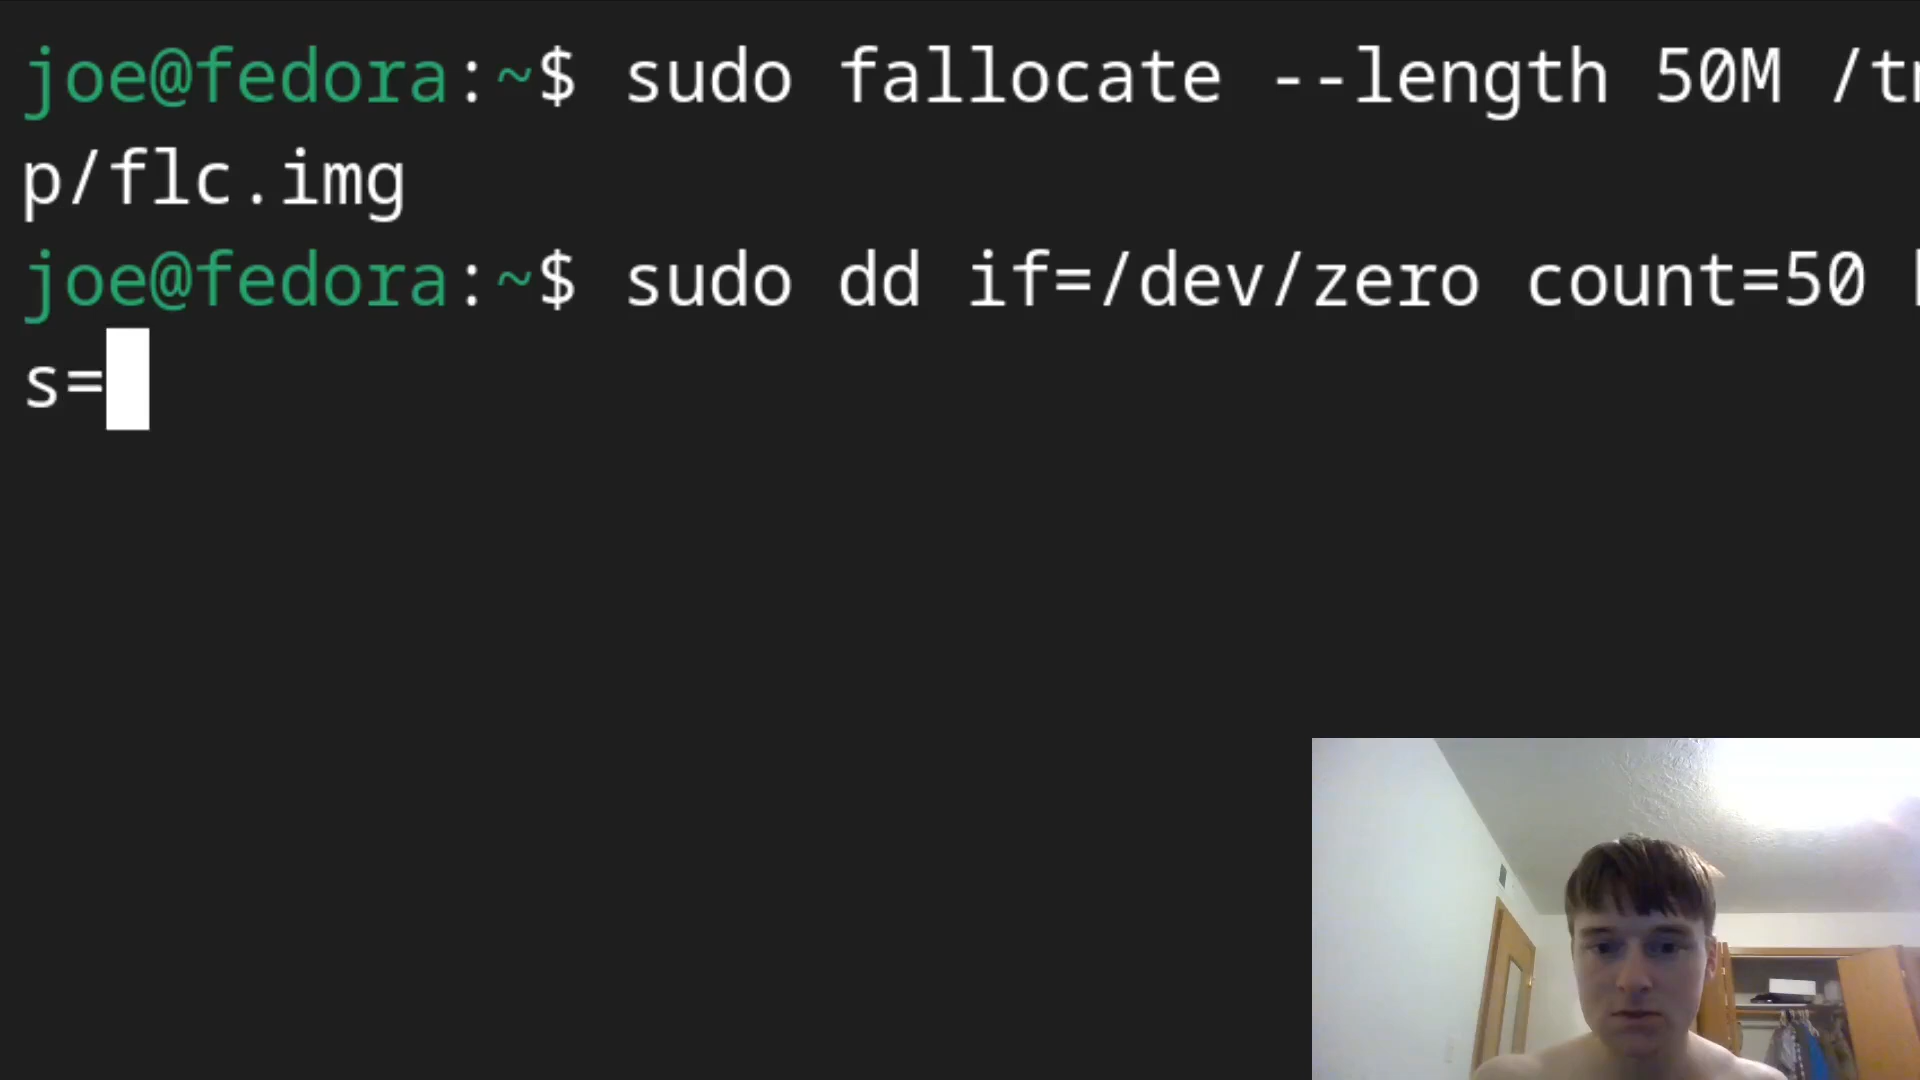 joe@fedora:~$ sudo fallocate --length 50M /tm
p/flc.img
joe@fedora:~$ sudo dd if=/dev/zero count=50 b
s=